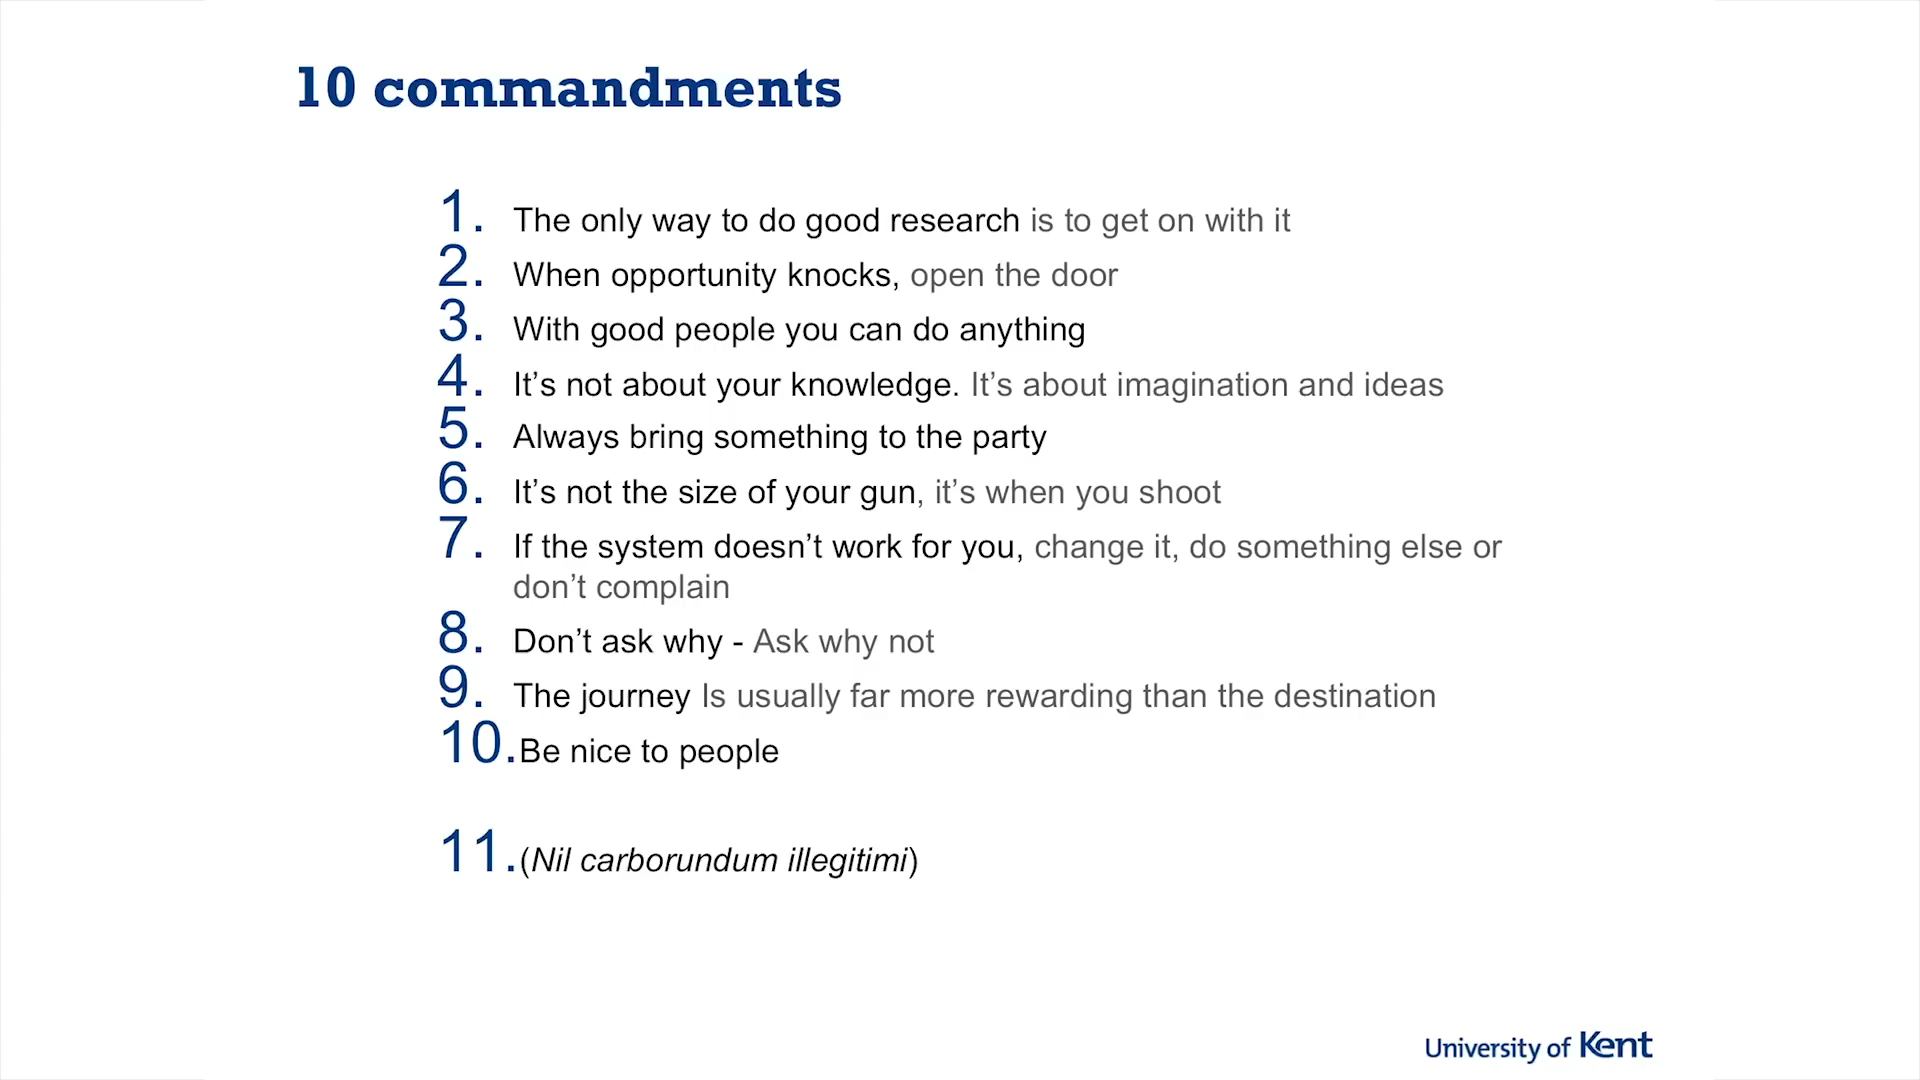 10 commandments
1. The only way to do good research is to get on with it
2. When opportunity knocks, open the door
3. With good people you can do anything
4. It’s not about your knowledge. It’s about imagination and ideas
5. Always bring something to the party
6. It’s not the size of your gun, it’s when you shoot
7. If the system doesn’t work for you, change it, do something else or
don’t complain
8. Don’t ask why - Ask why not
9. The journey Is usually far more rewarding than the destination
10. Be nice to people
11. (Nil carborundum illegitimi)
University of Kent